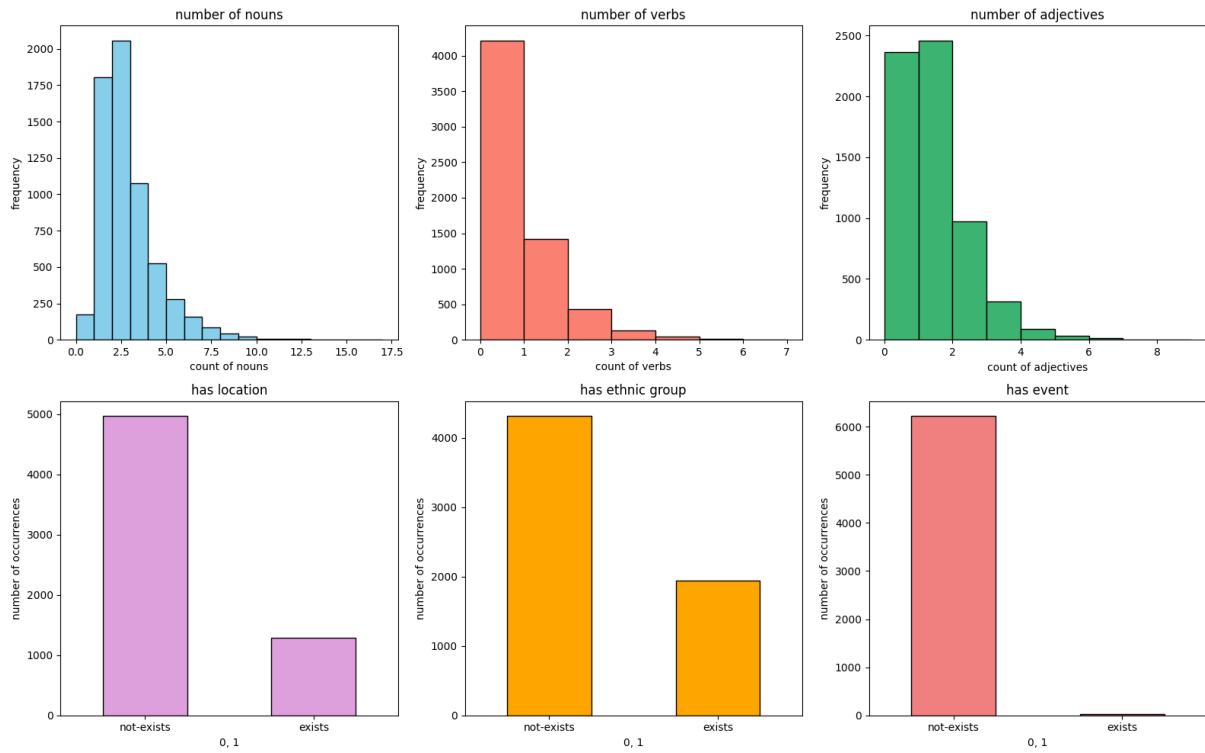 number of nouns
frequency
2000
1750
1500
1250
1000
750
500
250
0
0.0 2.5 5.0 7.5 10.0 12.5 15.0 17.5
count of nouns
number of verbs
frequency
4000
3500
3000
2500
2000
1500
1000
500
0
0 1 2 3 4 5 6 7
count of verbs
number of adjectives
frequency
2500
2000
1500
1000
500
0
0 2 4 6 8
count of adjectives
has location
number of occurrences
5000
4000
3000
2000
1000
0
not-exists exists
0, 1
has ethnic group
number of occurrences
4000
3000
2000
1000
0
not-exists exists
0, 1
has event
number of occurrences
6000
5000
4000
3000
2000
1000
0
not-exists exists
0, 1